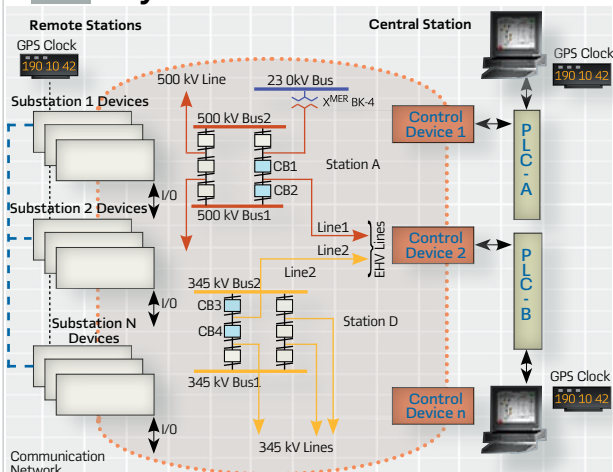 Remote Stations
Central Station
GPS Clock
190 10 42
GPS Clock
190 10 42
500 kV Line
23 0kV Bus
XMER BK-4
Substation 1 Devices
500 kV Bus2
Control
Device 1
PLC-A
CB1
Station A
CB2
I/O
Substation 2 Devices
500 kV Bus1
Line1
Line2
EHV Lines
Control
Device 2
PLC-B
Line2
345 kV Bus2
I/O
CB3
Station D
CB4
Substation N
Devices
345 kV Bus1
GPS Clock
190 10 42
Control
Device n
I/O
345 kV Lines
Communication
Network